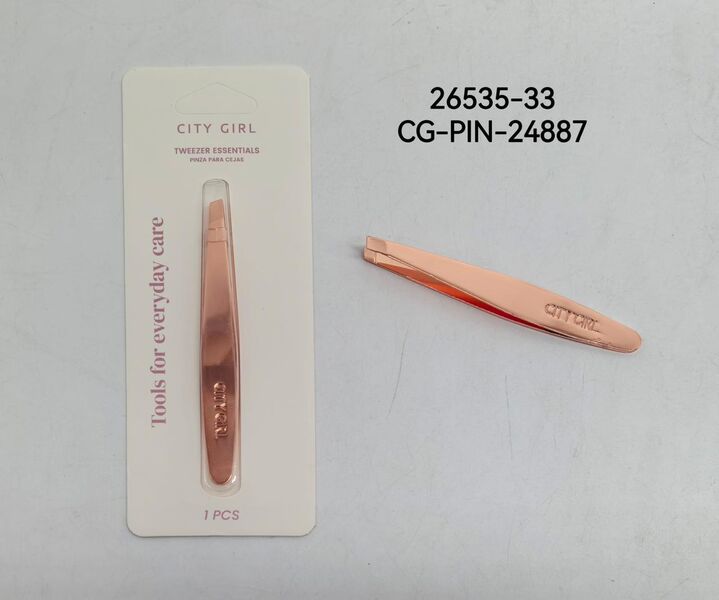 26535-33
CG-PIN-24887
CITY GIRL
TWEEZER ESSENTIALS
PINZA PARA CEJAS
Tools for everyday care
CITY GIRL
1 PCS
CITY GIRL